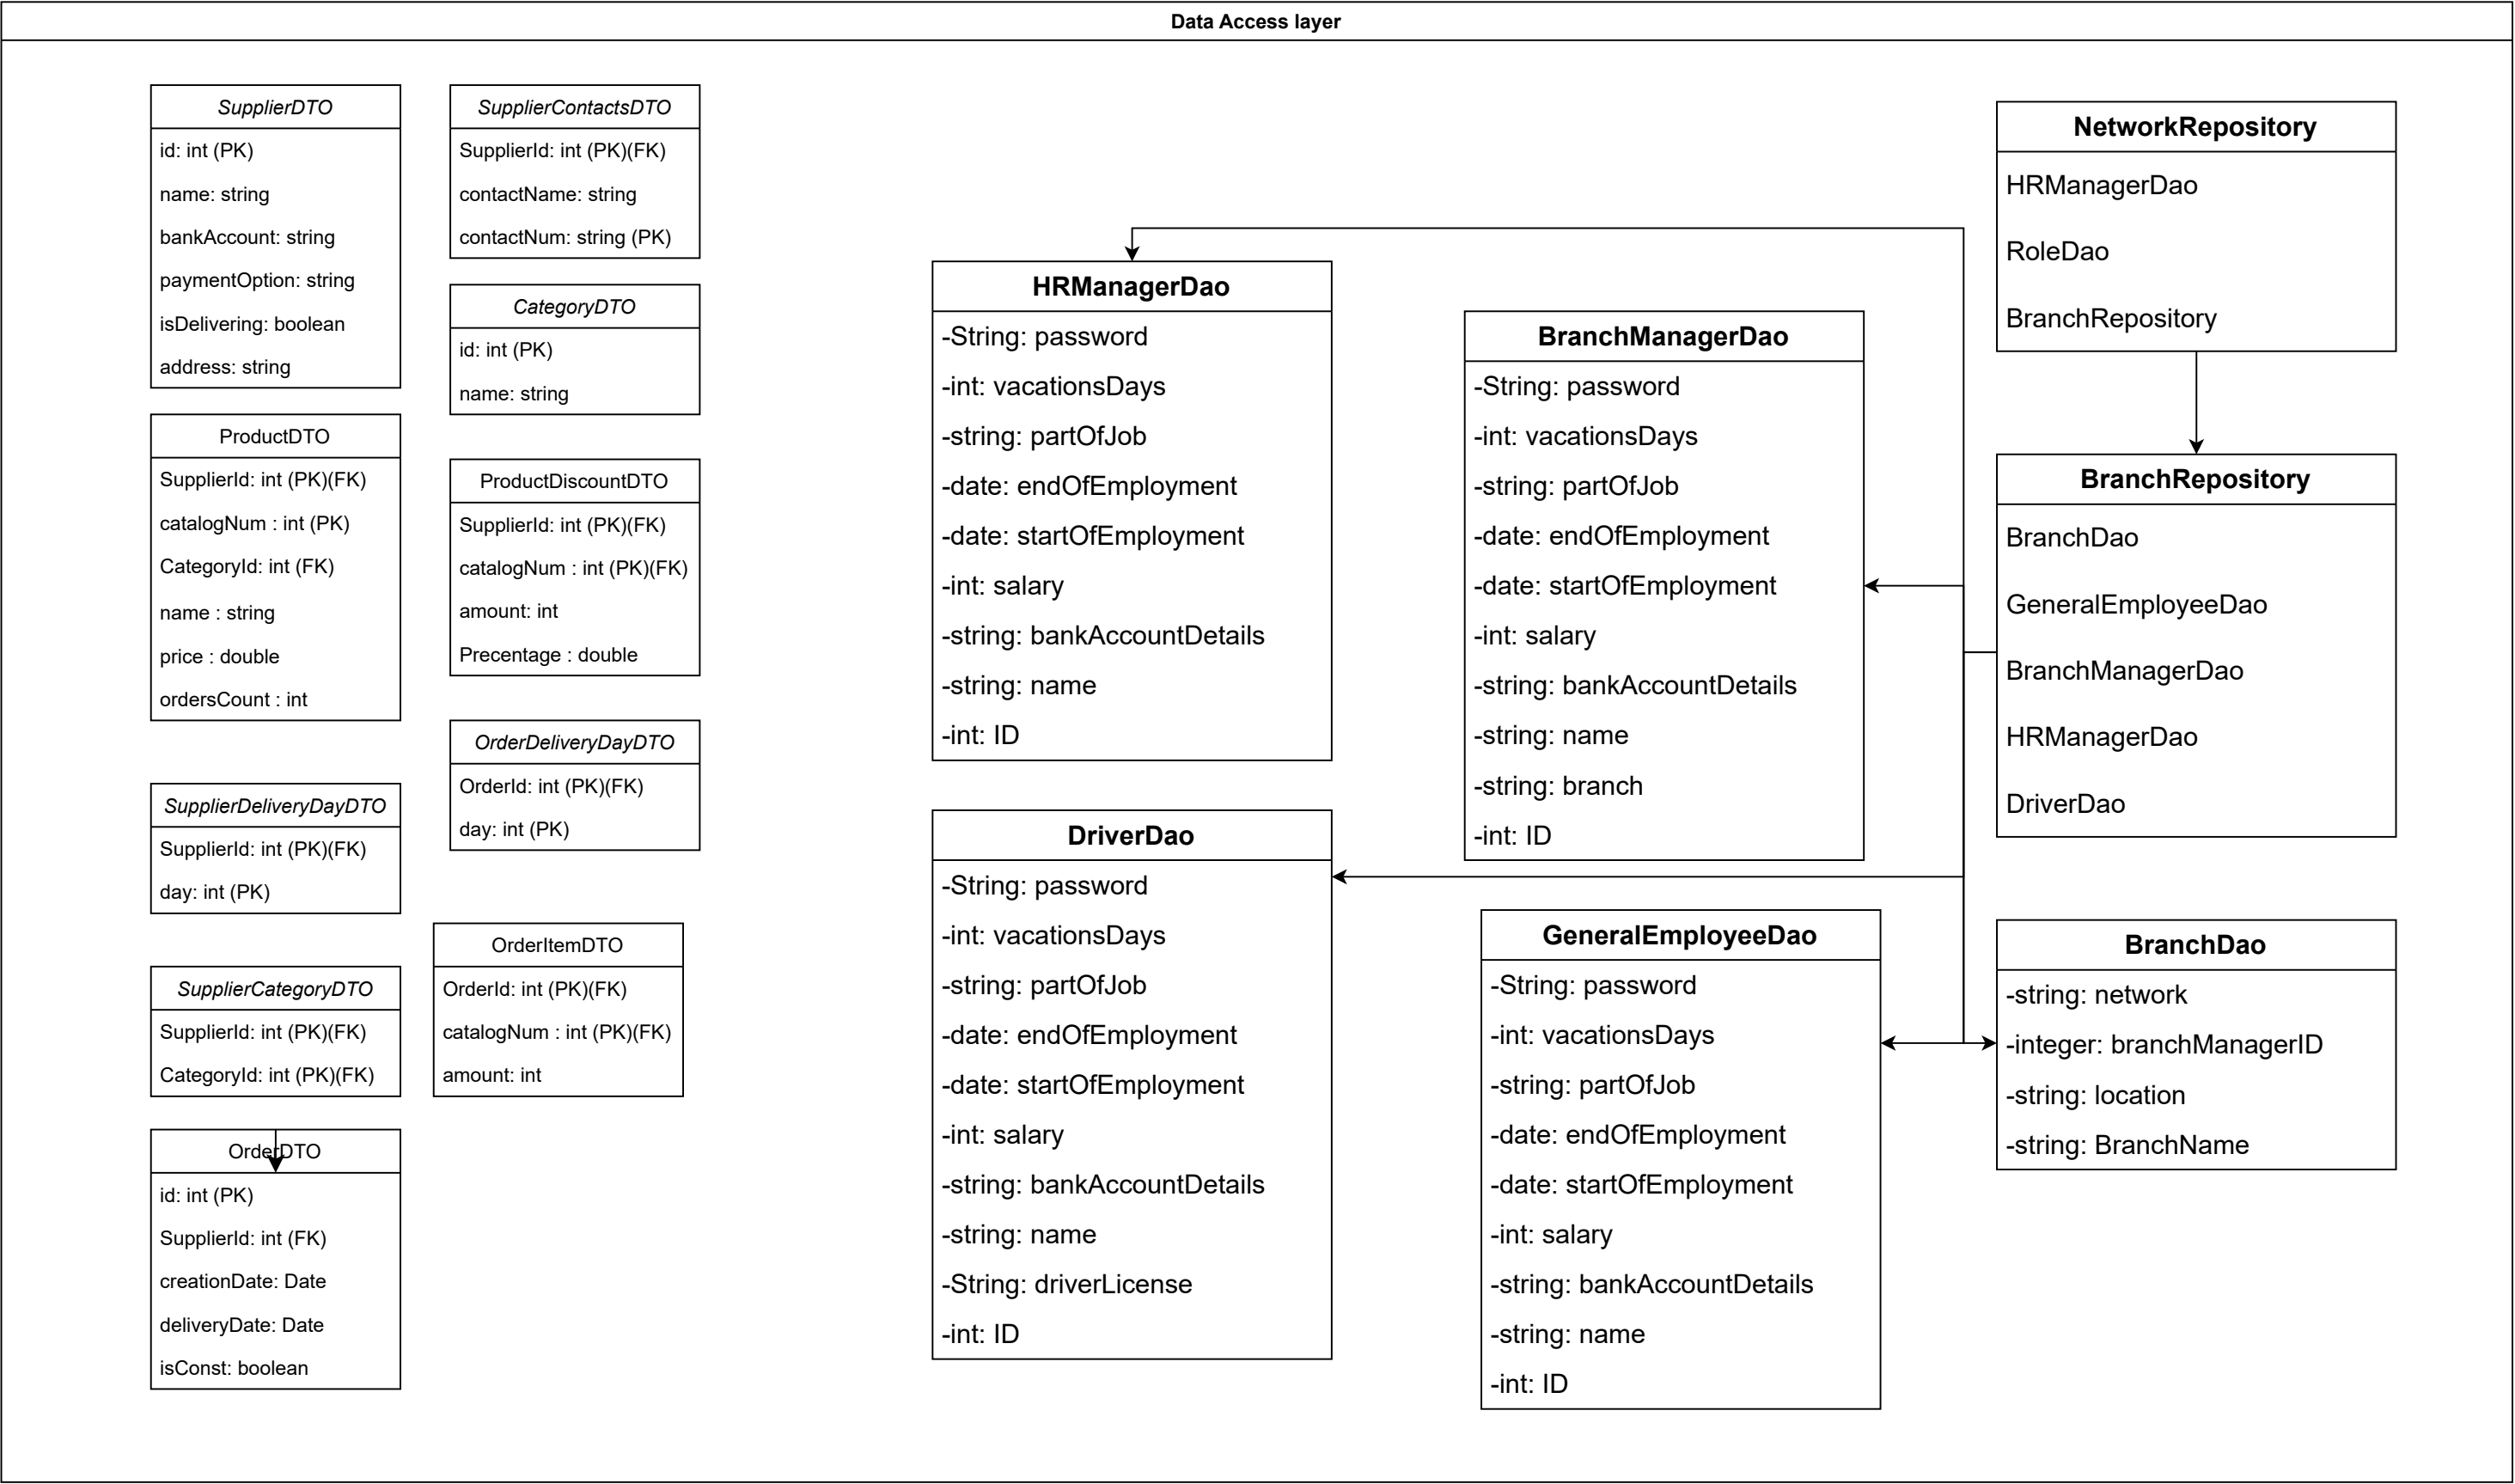 Data Access layer
SupplierDTO
id: int (PK)
name: string
bankAccount: string
paymentOption: string
isDelivering: boolean
address: string
ProductDTO
SupplierId: int (PK)(FK)
catalogNum : int (PK)
CategoryId: int (FK)
name : string
price : double
ordersCount : int
SupplierDeliveryDayDTO
SupplierId: int (PK)(FK)
day: int (PK)
SupplierCategoryDTO
SupplierId: int (PK)(FK)
CategoryId: int (PK)(FK)
OrderDTO
id: int (PK)
SupplierId: int (FK)
creationDate: Date
deliveryDate: Date
isConst: boolean
SupplierContactsDTO
SupplierId: int (PK)(FK)
contactName: string
contactNum: string (PK)
CategoryDTO
id: int (PK)
name: string
ProductDiscountDTO
SupplierId: int (PK)(FK)
catalogNum : int (PK)(FK)
amount: int
Precentage : double
OrderDeliveryDayDTO
OrderId: int (PK)(FK)
day: int (PK)
OrderItemDTO
OrderId: int (PK)(FK)
catalogNum : int (PK)(FK)
amount: int
HRManagerDao
-String: password
-int: vacationsDays
-string: partOfJob
-date: endOfEmployment
-date: startOfEmployment
-int: salary
-string: bankAccountDetails
-string: name
-int: ID
DriverDao
-String: password
-int: vacationsDays
-string: partOfJob
-date: endOfEmployment
-date: startOfEmployment
-int: salary
-string: bankAccountDetails
-string: name
-String: driverLicense
-int: ID
BranchManagerDao
-String: password
-int: vacationsDays
-string: partOfJob
-date: endOfEmployment
-date: startOfEmployment
-int: salary
-string: bankAccountDetails
-string: name
-string: branch
-int: ID
GeneralEmployeeDao
-String: password
-int: vacationsDays
-string: partOfJob
-date: endOfEmployment
-date: startOfEmployment
-int: salary
-string: bankAccountDetails
-string: name
-int: ID
NetworkRepository
HRManagerDao
RoleDao
BranchRepository
BranchRepository
BranchDao
GeneralEmployeeDao
BranchManagerDao
HRManagerDao
DriverDao
BranchDao
-string: network
-integer: branchManagerID
-string: location
-string: BranchName